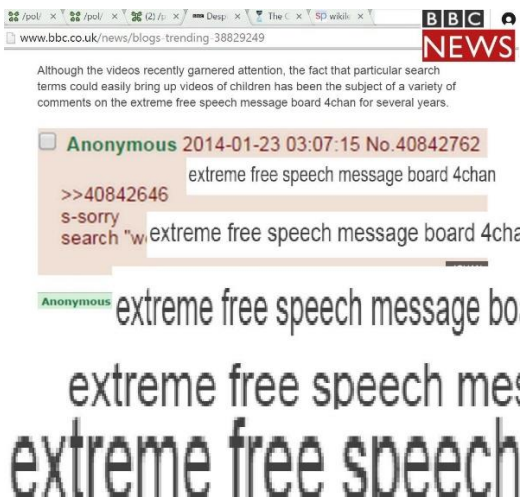 /pol/ × /pol/ × (2) /p × Desp × The C × wikile ×
BBC
www.bbc.co.uk/news/blogs-trending-38829249
NEWS
Although the videos recently garnered attention, the fact that particular search
terms could easily bring up videos of children has been the subject of a variety of
comments on the extreme free speech message board 4chan for several years.
Anonymous 2014-01-23 03:07:15 No.40842762
extreme free speech message board 4chan
>>40842646
s-sorry
search "w
extreme free speech message board 4cha
Anonymous
extreme free speech message boa
extreme free speech mes
extreme free speech